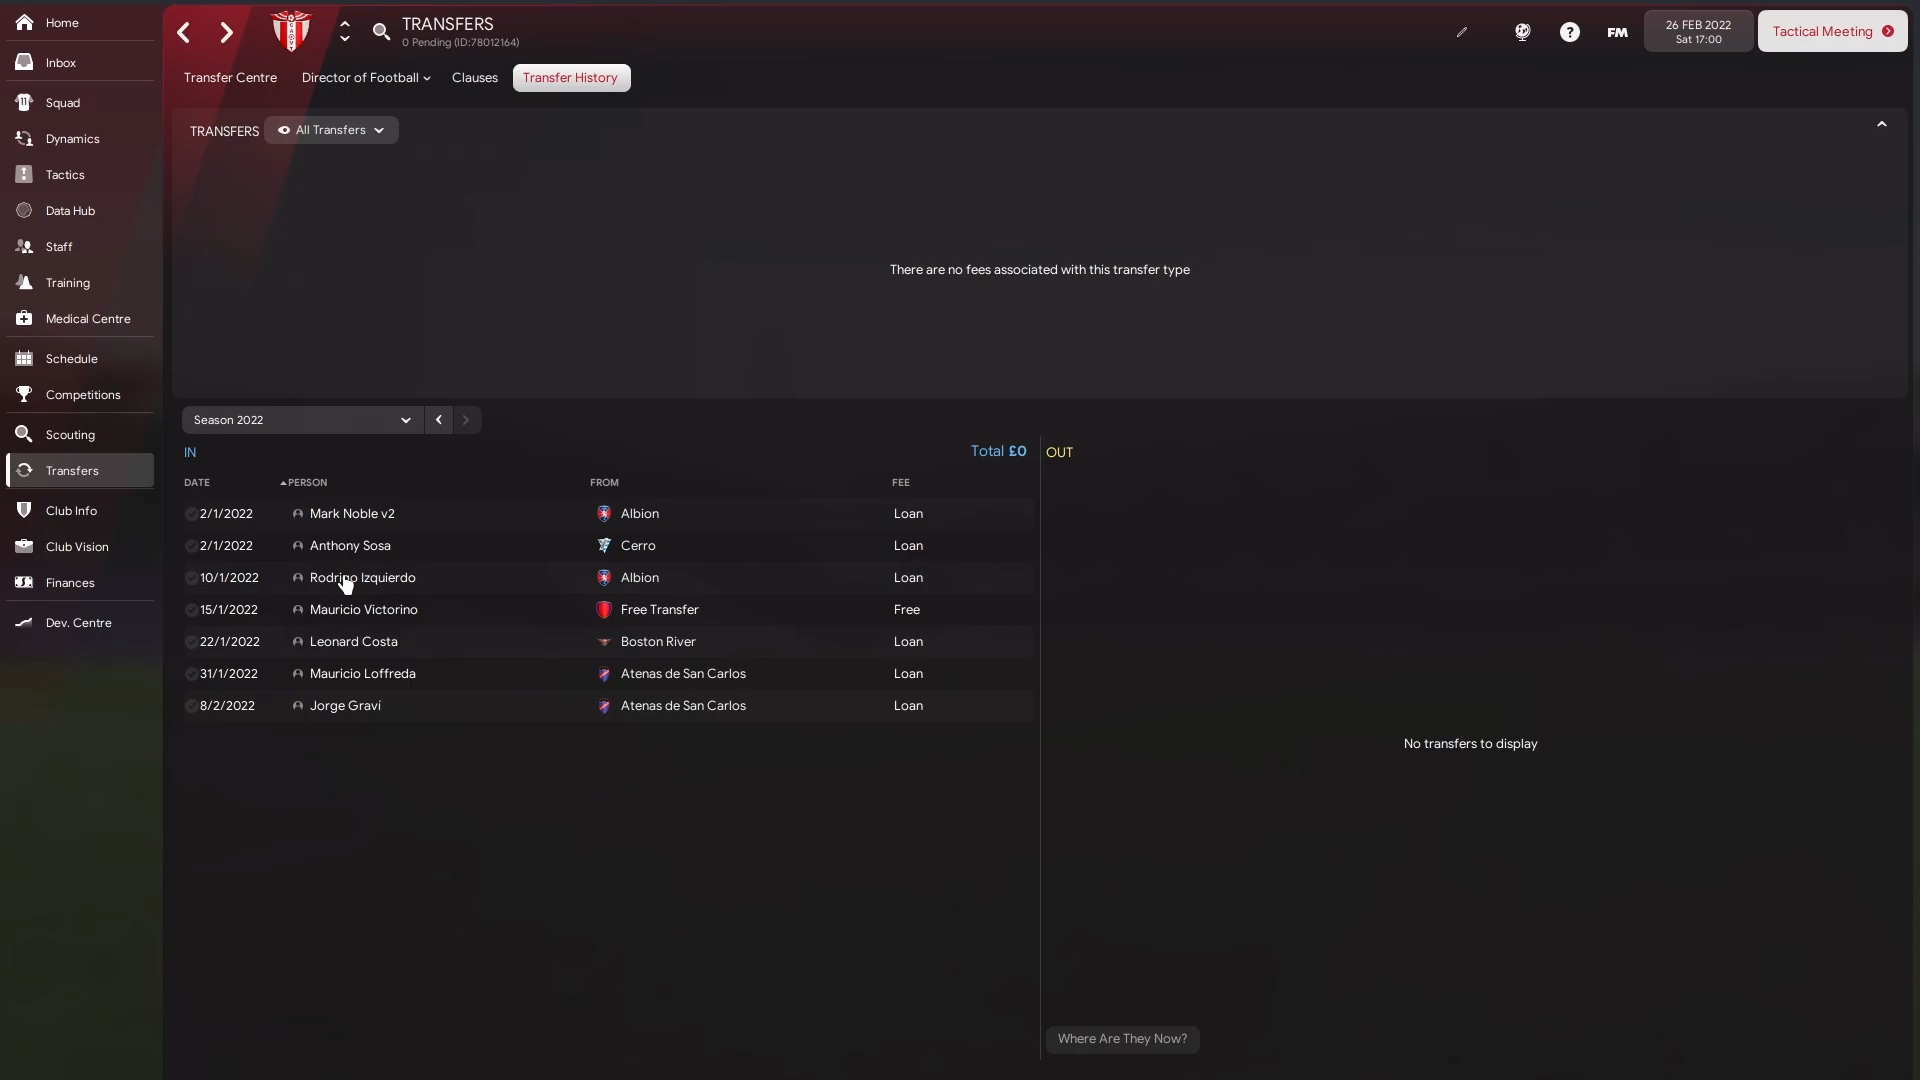 Home
Inbox
Squad
Dynamics
Tactics
Data Hub
Staff
Training
Medical Centre
Schedule
Competitions
Scouting
Transfers
Club Info
Club Vision
Finances
Dev. Centre
TRANSFERS
0 Pending (ID:78012164)
FM
26 FEB 2022
Sat 17:00
Tactical Meeting
Transfer Centre Director of Football Clauses Transfer History
TRANSFERS All Transfers
There are no fees associated with this transfer type
Season 2022
IN Total £0
DATE PERSON FROM FEE
2/1/2022 Mark Noble v2 Albion Loan
2/1/2022 Anthony Sosa Cerro Loan
10/1/2022 Rodrigo Izquierdo Albion Loan
15/1/2022 Mauricio Victorino Free Transfer Free
22/1/2022 Leonard Costa Boston River Loan
31/1/2022 Mauricio Loffreda Atenas de San Carlos Loan
8/2/2022 Jorge Graví Atenas de San Carlos Loan
OUT
No transfers to display
Where Are They Now?